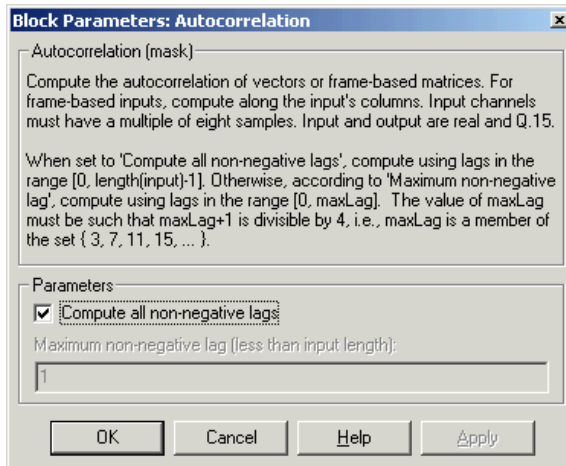 Block Parameters: Autocorrelation
Autocorrelation (mask)
Compute the autocorrelation of vectors or frame-based matrices. For
frame-based inputs, compute along the input's columns. Input channels
must have a multiple of eight samples. Input and output are real and Q.15.
When set to 'Compute all non-negative lags', compute using lags in the
range [0, length(input)-1]. Otherwise, according to 'Maximum non-negative
lag', compute using lags in the range [0, maxLag]. The value of maxLag
must be such that maxLag+1 is divisible by 4, i.e., maxLag is a member of
the set { 3, 7, 11, 15, ... }.
Parameters
Compute all non-negative lags
Maximum non-negative lag (less than input length):
1
OK Cancel Help Apply